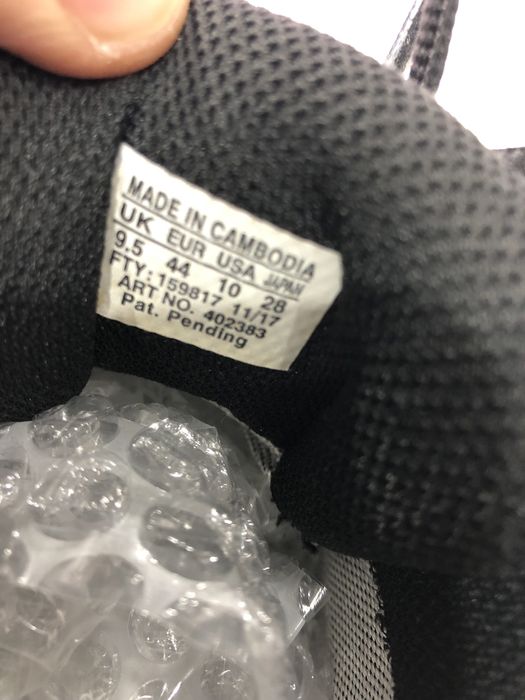 MADE IN CAMBODIA
UK EUR USA JAPAN
9.5 44 10 28
FTY: 159817 11/17
ART NO. 402383
Pat. Pending